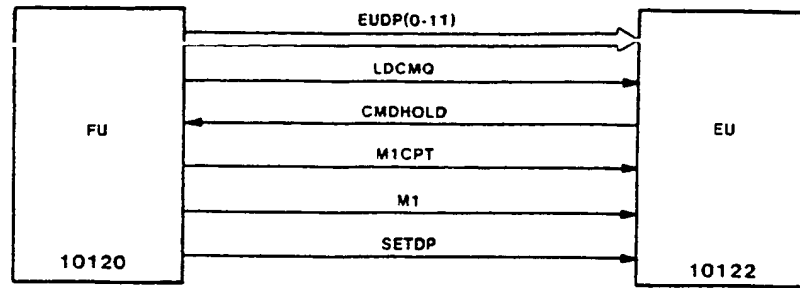 EUDP(0-11)
LDCMQ
CMDHOLD
FU
EU
M1CPT
M1
SETDP
10120
10122